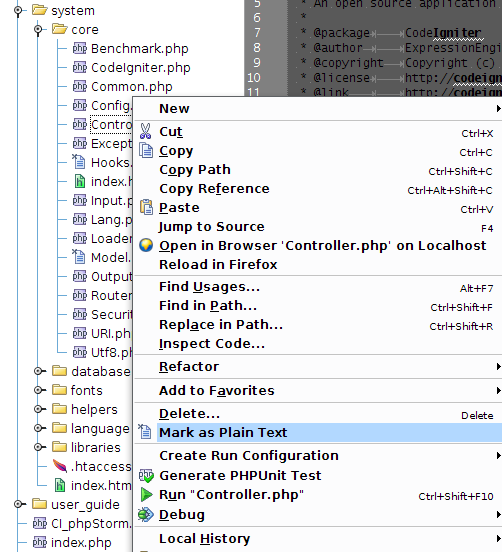 system
core
Benchmark.php
CodeIgniter.php
Common.php
Config.
Contro
Except
Hooks.
index.h
Input.p
Lang.p
Loader
Model.
Output
Router
Securit
URI.ph
Utf8.ph
database
fonts
helpers
language
libraries
.htaccess
index.htm
user_guide
CI_phpStorm.
index.php
5 * An open source application
6 *
7 * @package CodeIgniter
8 * @author ExpressionEngin
9 * @copyright Copyright (c)
10 * @license http://codeign
11 * @link http://codeign
New
Cut Ctrl+X
Copy Ctrl+C
Copy Path Ctrl+Shift+C
Copy Reference Ctrl+Alt+Shift+C
Paste Ctrl+V
Jump to Source F4
Open in Browser 'Controller.php' on Localhost
Reload in Firefox
Find Usages... Alt+F7
Find in Path... Ctrl+Shift+F
Replace in Path... Ctrl+Shift+R
Inspect Code...
Refactor
Add to Favorites
Delete... Delete
Mark as Plain Text
Create Run Configuration
Generate PHPUnit Test
Run "Controller.php" Ctrl+Shift+F10
Debug
Local History